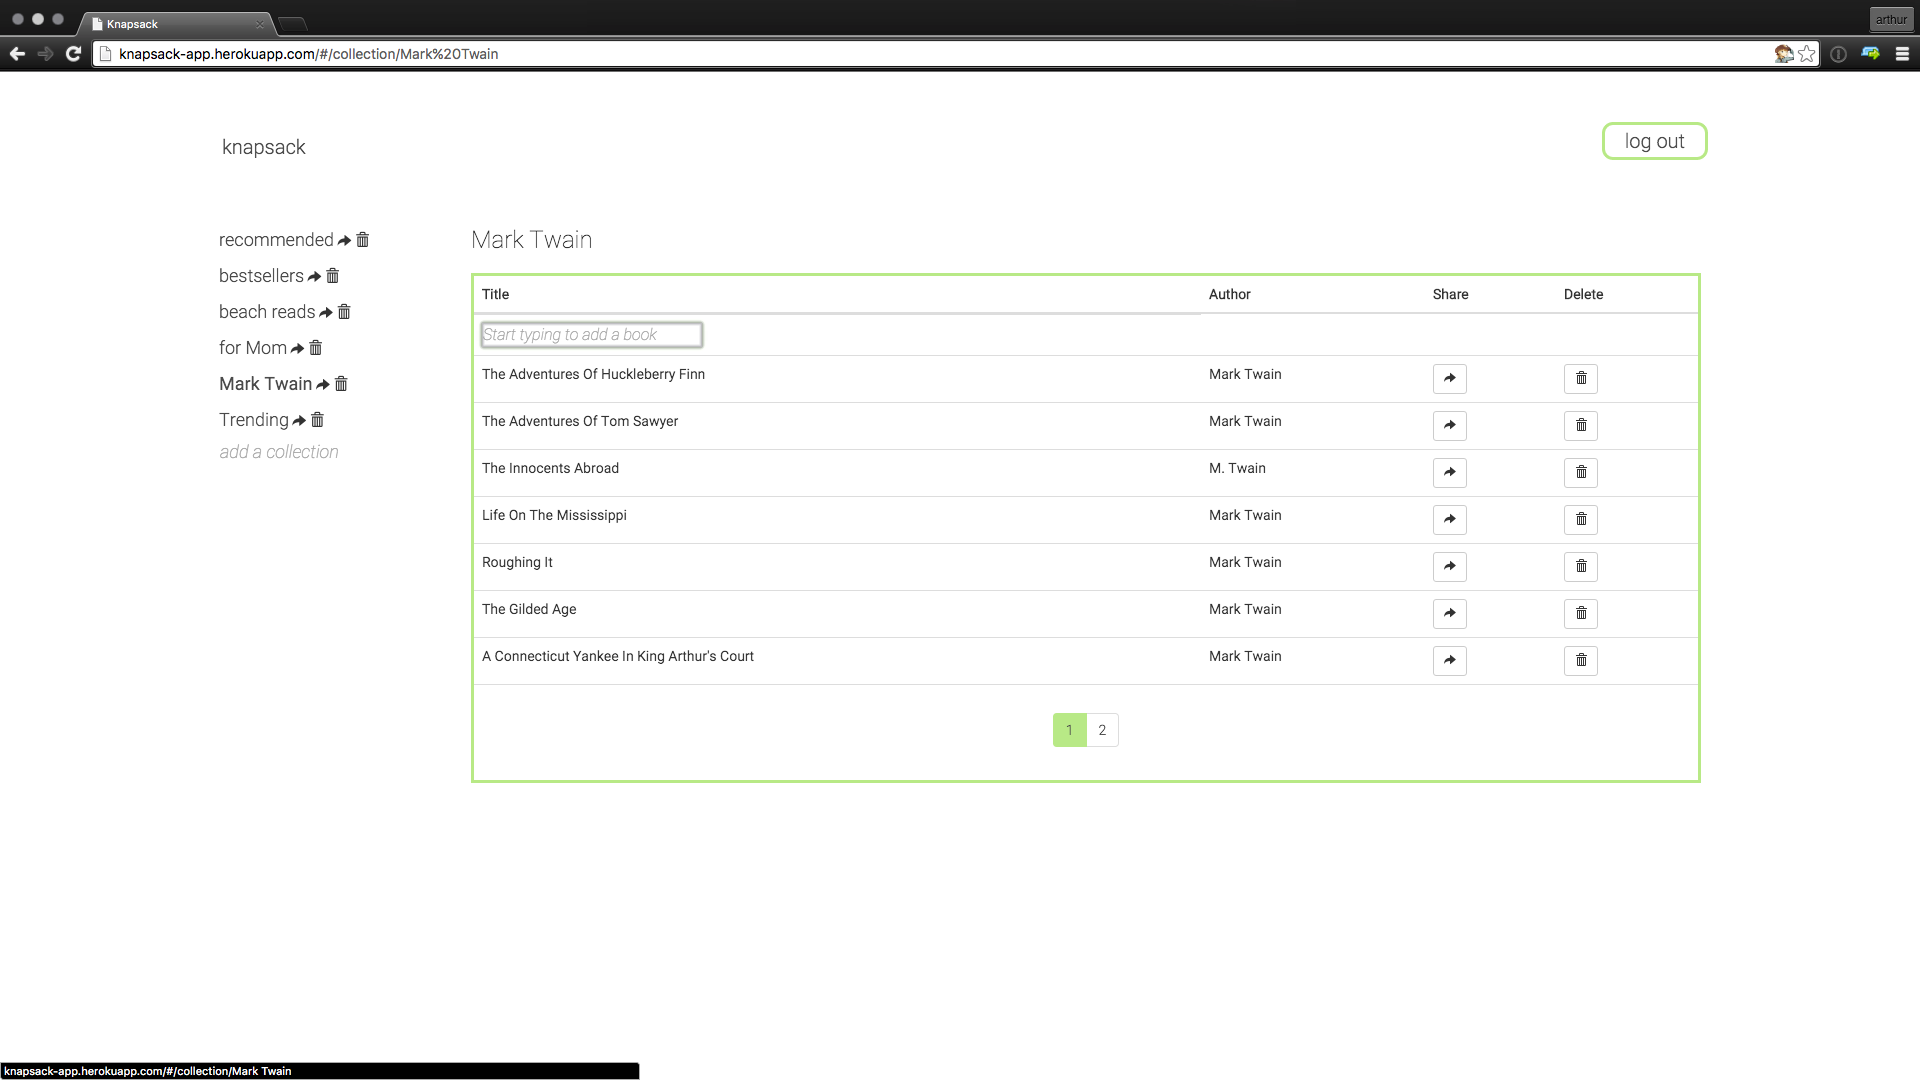 Knapsack
arthur
knapsack-app.herokuapp.com/#/collection/Mark%20Twain
knapsack
log out
recommended
bestsellers
beach reads
for Mom
Mark Twain
Trending
add a collection
Mark Twain
Title Author Share Delete
Start typing to add a book
The Adventures Of Huckleberry Finn Mark Twain
The Adventures Of Tom Sawyer Mark Twain
The Innocents Abroad M. Twain
Life On The Mississippi Mark Twain
Roughing It Mark Twain
The Gilded Age Mark Twain
A Connecticut Yankee In King Arthur's Court Mark Twain
1 2
knapsack-app.herokuapp.com/#/collection/Mark Twain